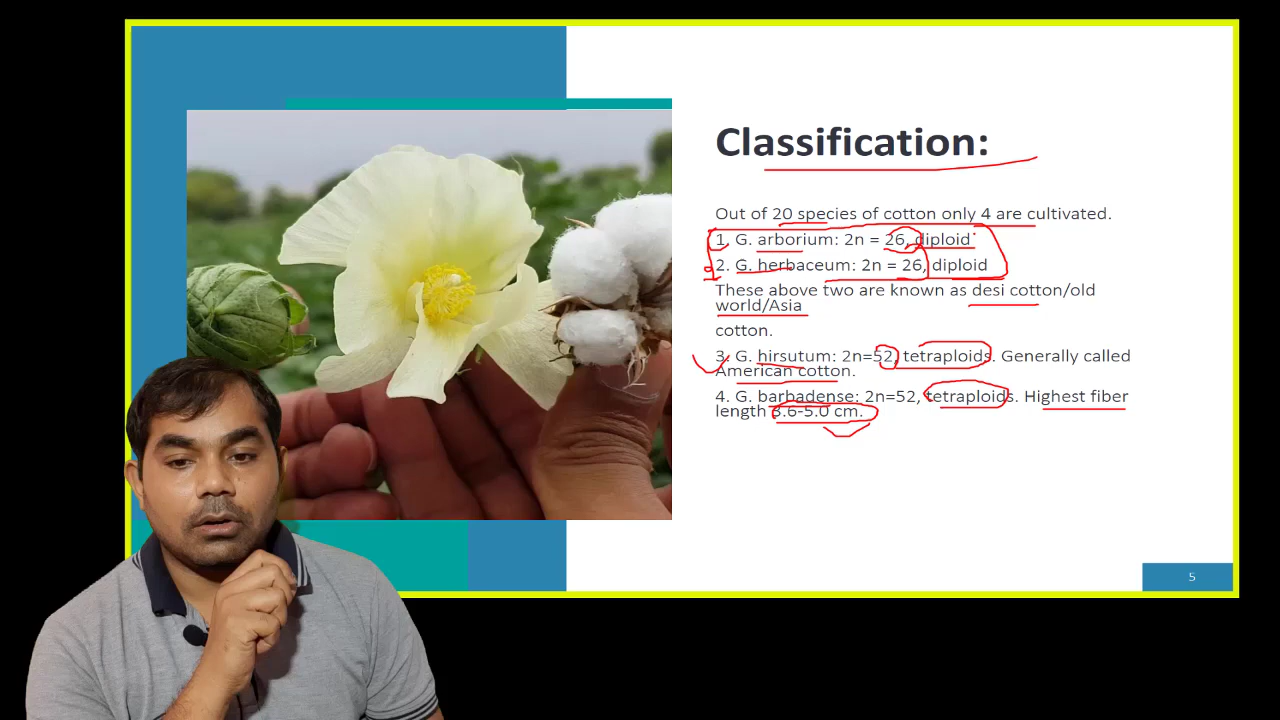 Classification:
Out of 20 species of cotton only 4 are cultivated.
1. G. arborium: 2n = 26, diploid
2. G. herbaceum: 2n = 26, diploid
These above two are known as desi cotton/old
world/Asia
cotton.
3. G. hirsutum: 2n=52, tetraploids. Generally called
American cotton.
4. G. barbadense: 2n=52, tetraploids. Highest fiber
length 3.6-5.0 cm.
5